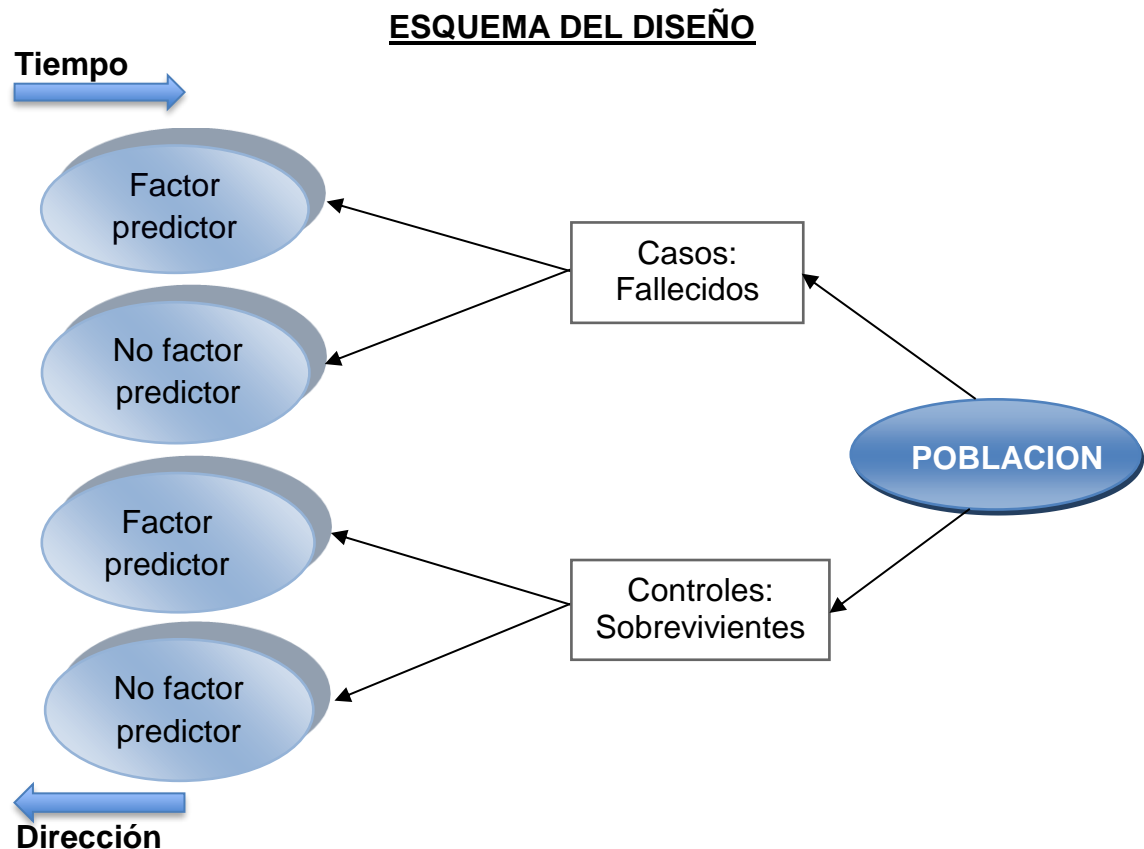 ESQUEMA DEL DISEÑO
Tiempo
Factor
predictor
Casos:
Fallecidos
No factor
predictor
POBLACION
Factor
predictor
Controles:
Sobrevivientes
No factor
predictor
Dirección